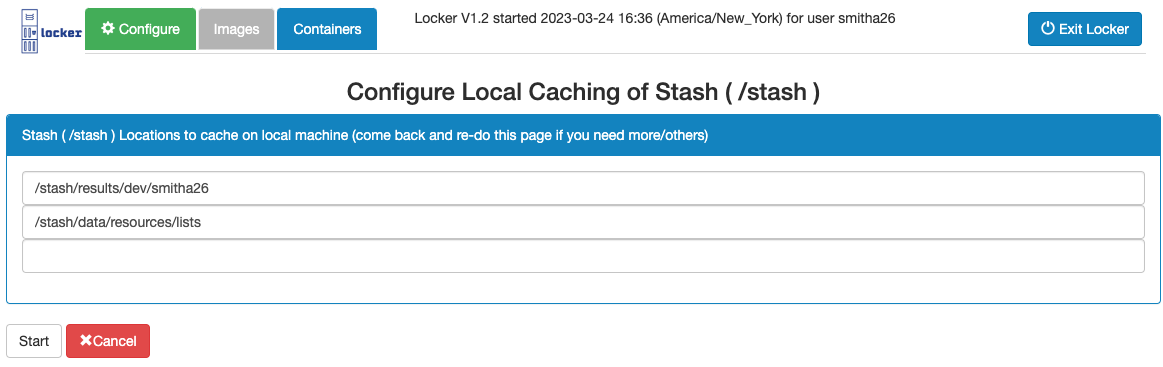 locker
Configure
Images
Containers
Locker V1.2 started 2023-03-24 16:36 (America/New_York) for user smitha26
Exit Locker
Configure Local Caching of Stash ( /stash )
Stash ( /stash ) Locations to cache on local machine (come back and re-do this page if you need more/others)
/stash/results/dev/smitha26
/stash/data/resources/lists
Start
Cancel